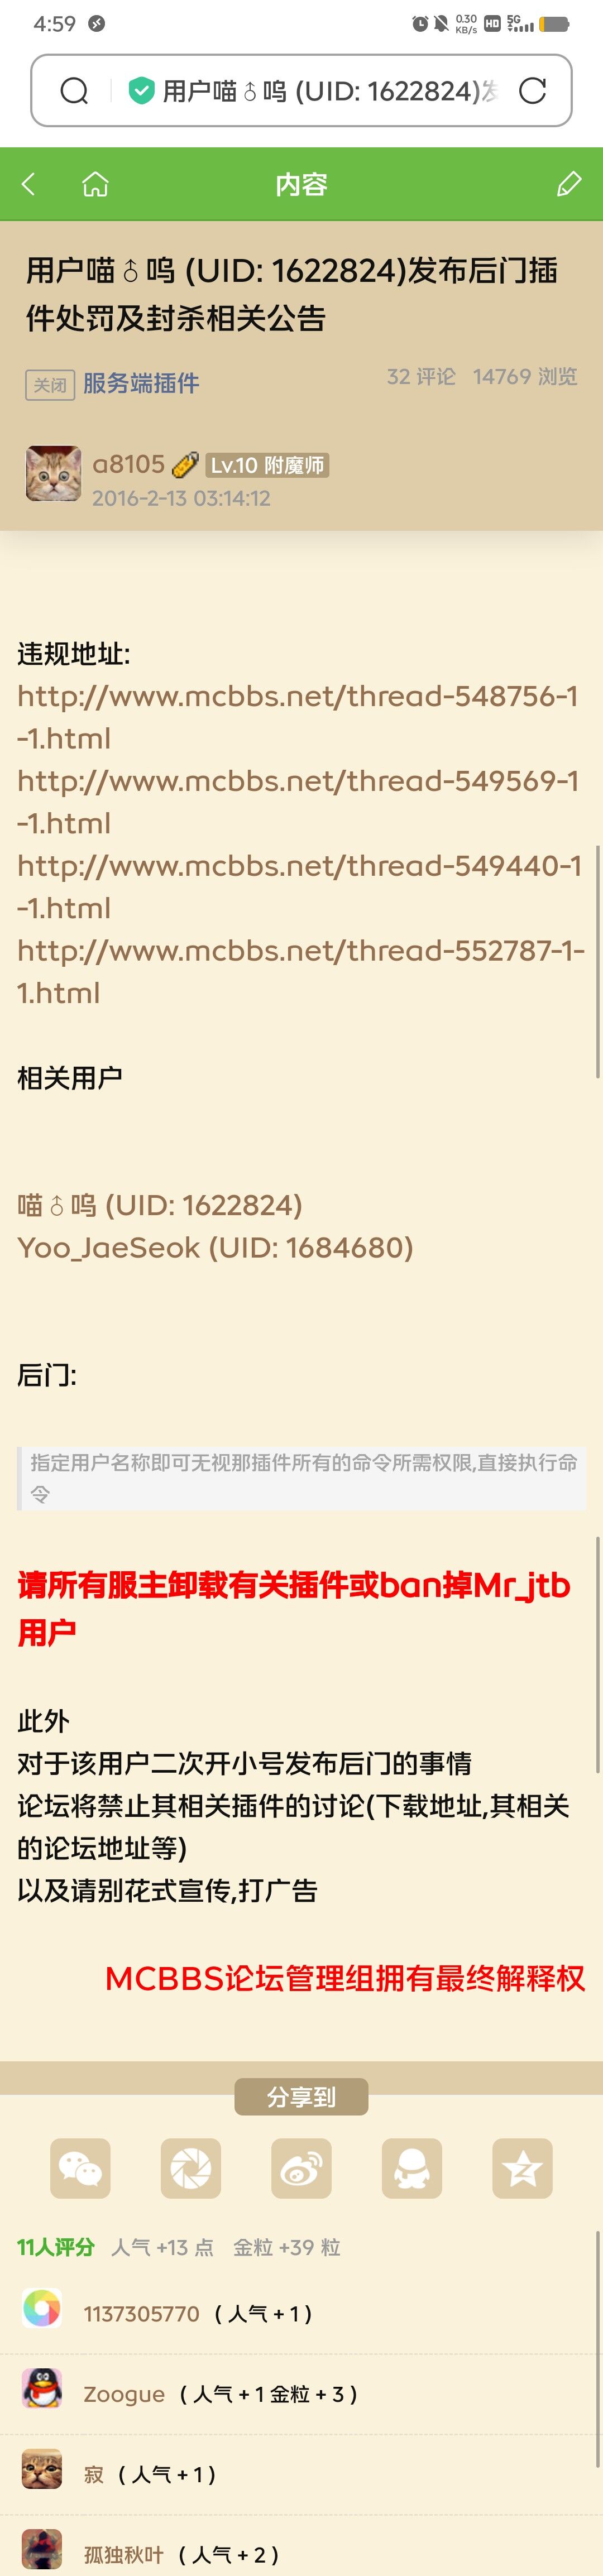 4:59
0.30
KB/s
HD
5G
用户喵♂呜 (UID: 1622824)
内容
用户喵♂呜 (UID: 1622824)发布后门插
件处罚及封杀相关公告
关闭 服务端插件
32 评论 14769 浏览
a8105 Lv.10 附魔师
2016-2-13 03:14:12
违规地址:
http://www.mcbbs.net/thread-548756-1
-1.html
http://www.mcbbs.net/thread-549569-1
-1.html
http://www.mcbbs.net/thread-549440-1
-1.html
http://www.mcbbs.net/thread-552787-1-
1.html
相关用户
喵♂呜 (UID: 1622824)
Yoo_JaeSeok (UID: 1684680)
后门:
指定用户名称即可无视那插件所有的命令所需权限,直接执行命
令
请所有服主卸载有关插件或ban掉Mr_jtb
用户
此外
对于该用户二次开小号发布后门的事情
论坛将禁止其相关插件的讨论(下载地址,其相关
的论坛地址等)
以及请别花式宣传,打广告
MCBBS论坛管理组拥有最终解释权
分享到
11人评分 人气 +13 点 金粒 +39 粒
1137305770 ( 人气 + 1 )
Zoogue ( 人气 + 1 金粒 + 3 )
寂 ( 人气 + 1 )
孤独秋叶 ( 人气 + 2 )